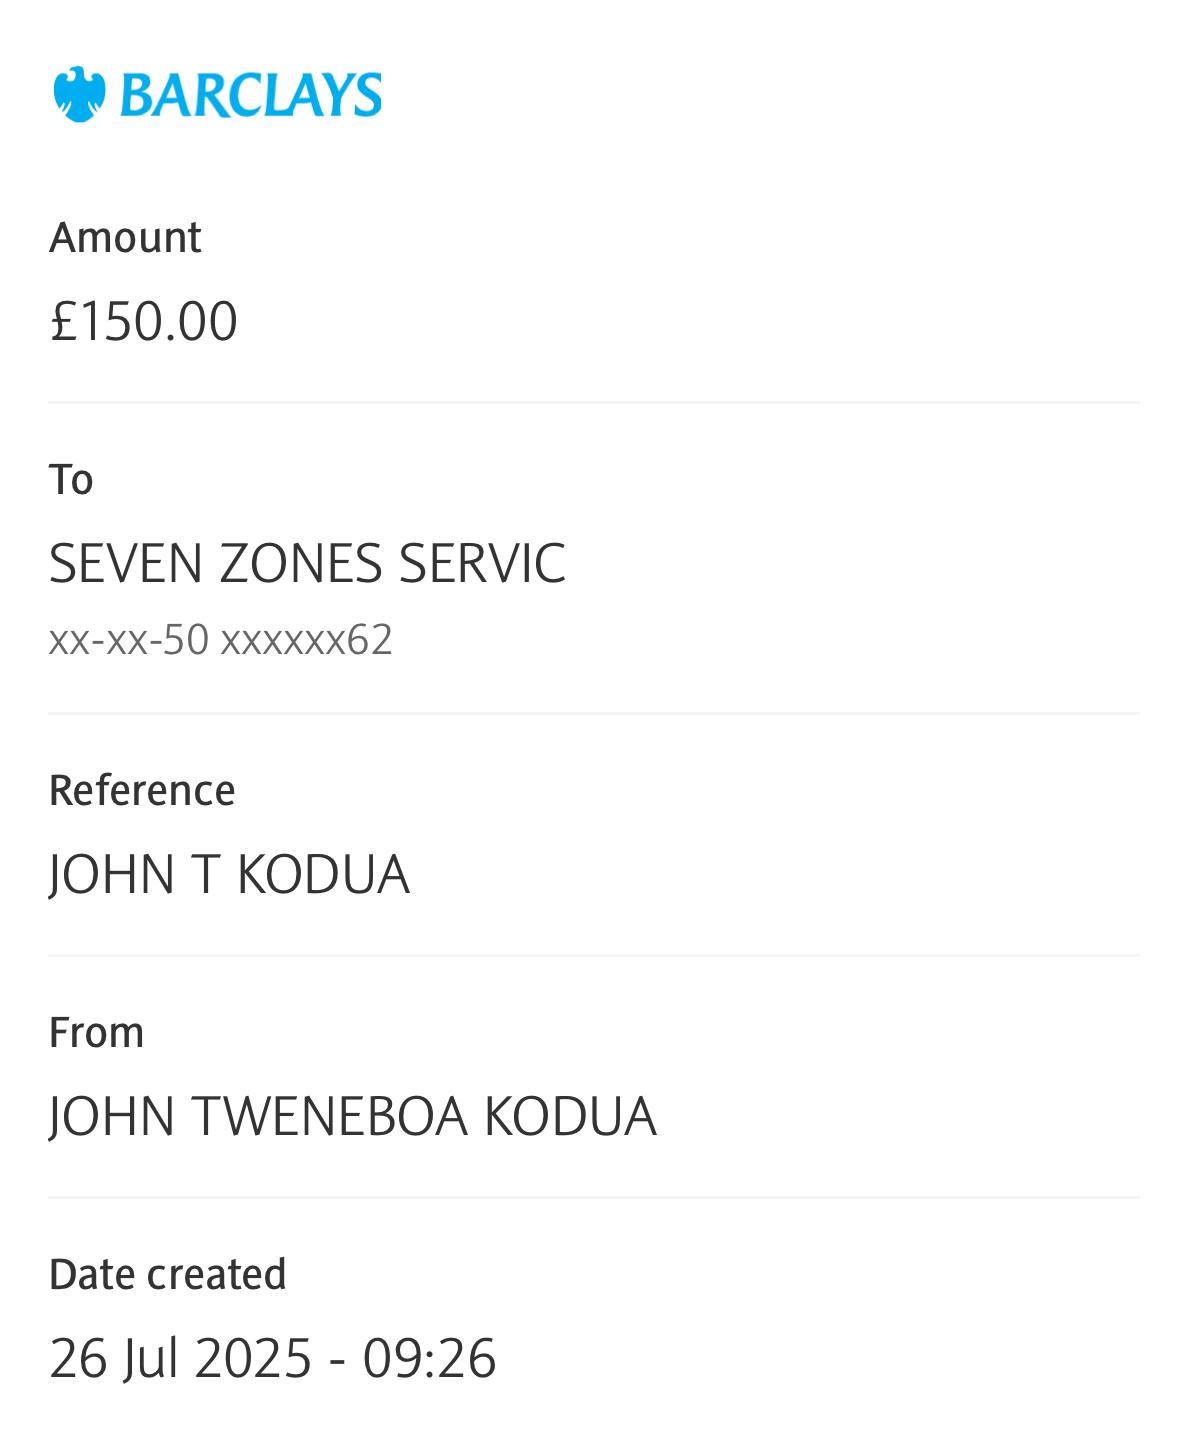 BARCLAYS
Amount
£150.00
To
SEVEN ZONES SERVIC
xx-xx-50 xxxxxx62
Reference
JOHN T KODUA
From
JOHN TWENEBOA KODUA
Date created
26 Jul 2025 - 09:26